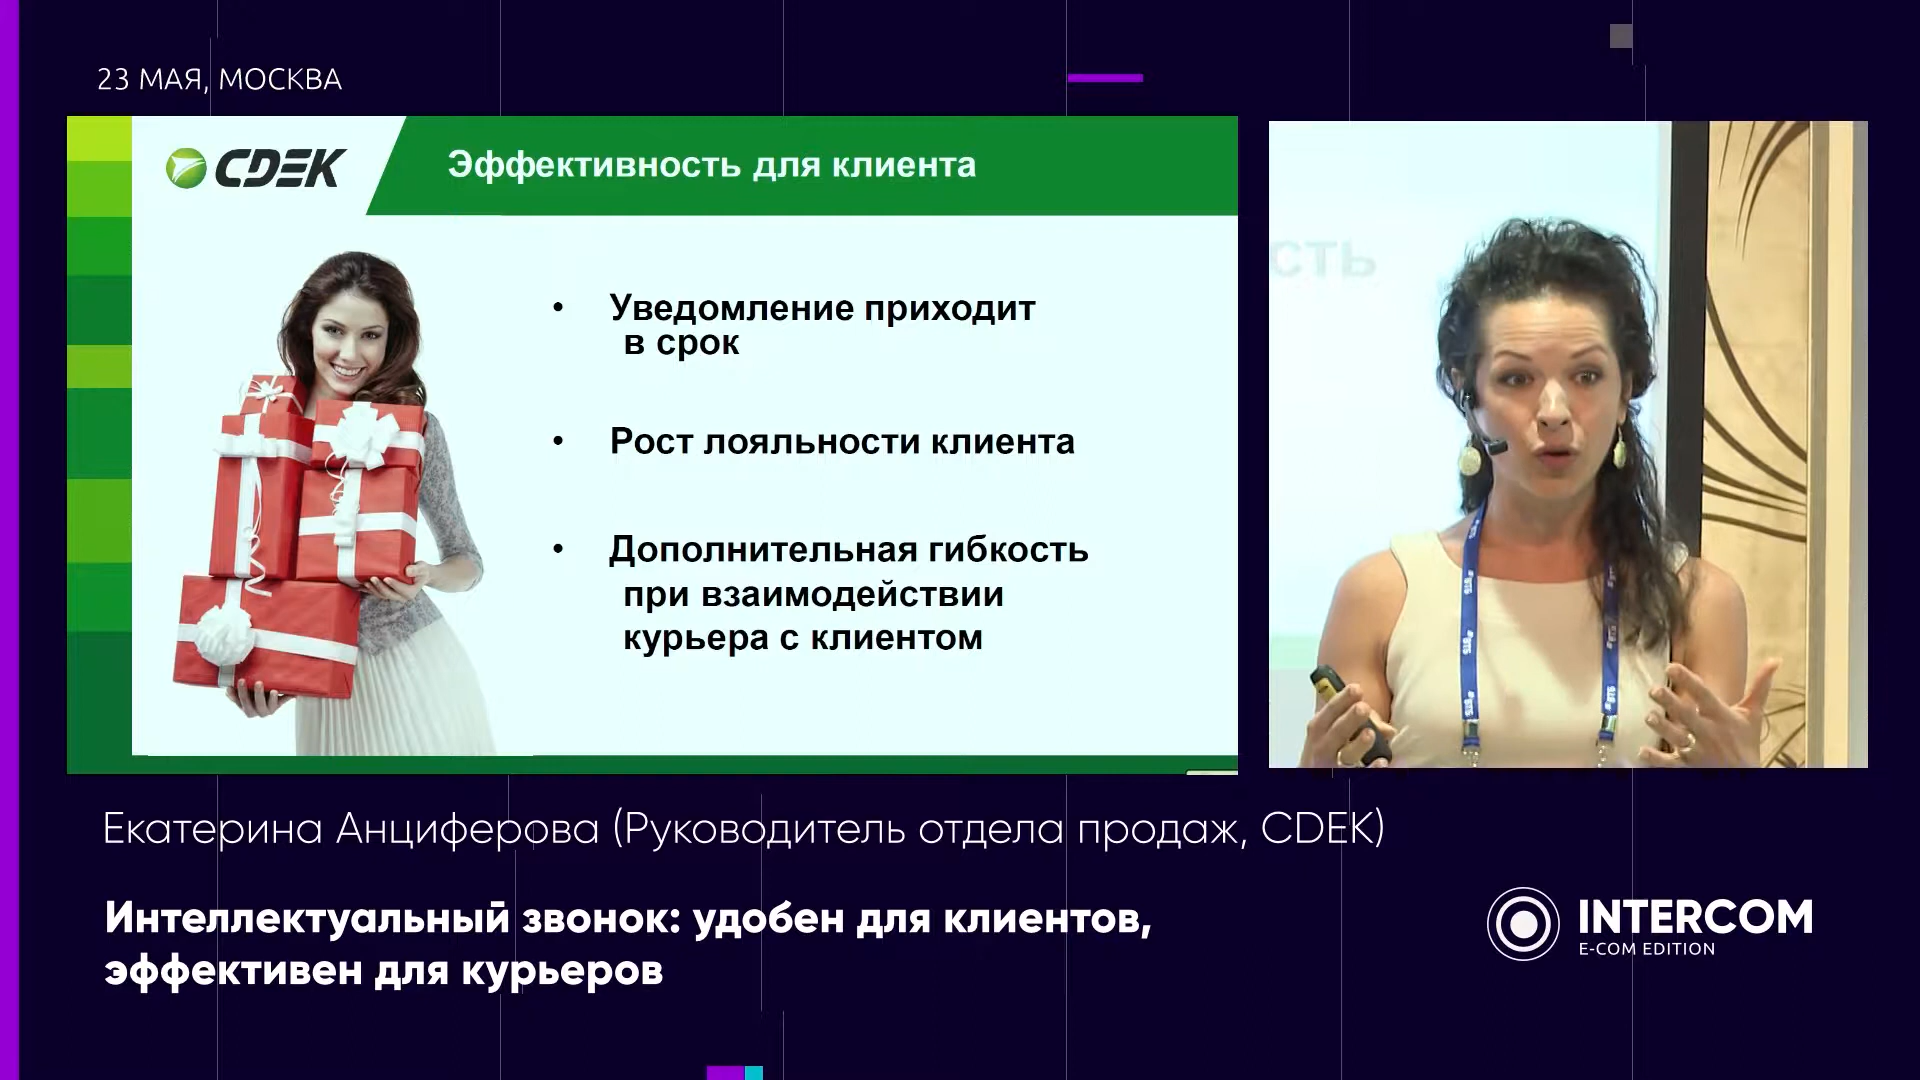 23 МАЯ, МОСКВА
CDEK
Эффективность для клиента
• Уведомление приходит
в срок
• Рост лояльности клиента
• Дополнительная гибкость
при взаимодействии
курьера с клиентом
сть
Екатерина Анциферова (Руководитель отдела продаж, CDEK)
Интеллектуальный звонок: удобен для клиентов,
эффективен для курьеров
INTERCOM
E-COM EDITION